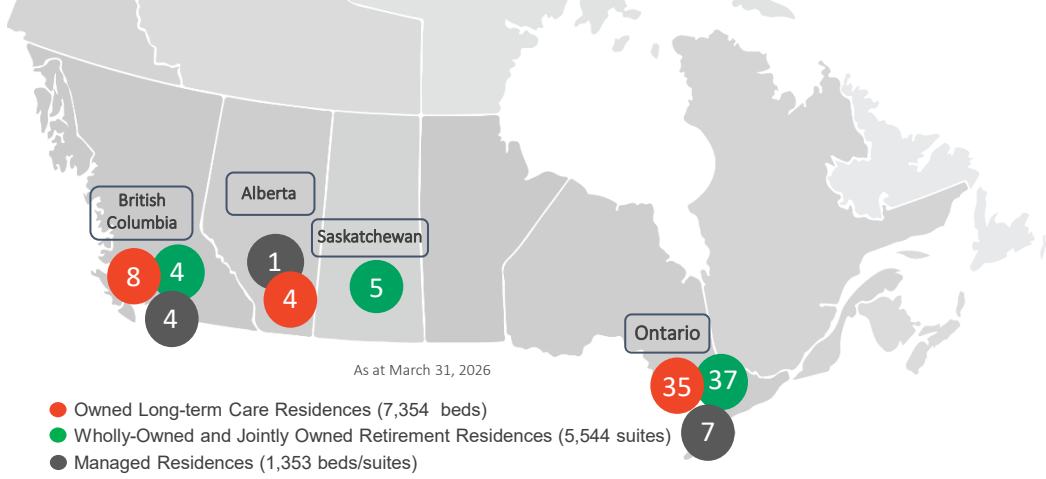 British
Columbia
Alberta
Saskatchewan
8
4
4
1
4
5
Ontario
35
37
7
As at March 31, 2026
Owned Long-term Care Residences (7,354 beds)
Wholly-Owned and Jointly Owned Retirement Residences (5,544 suites)
Managed Residences (1,353 beds/suites)